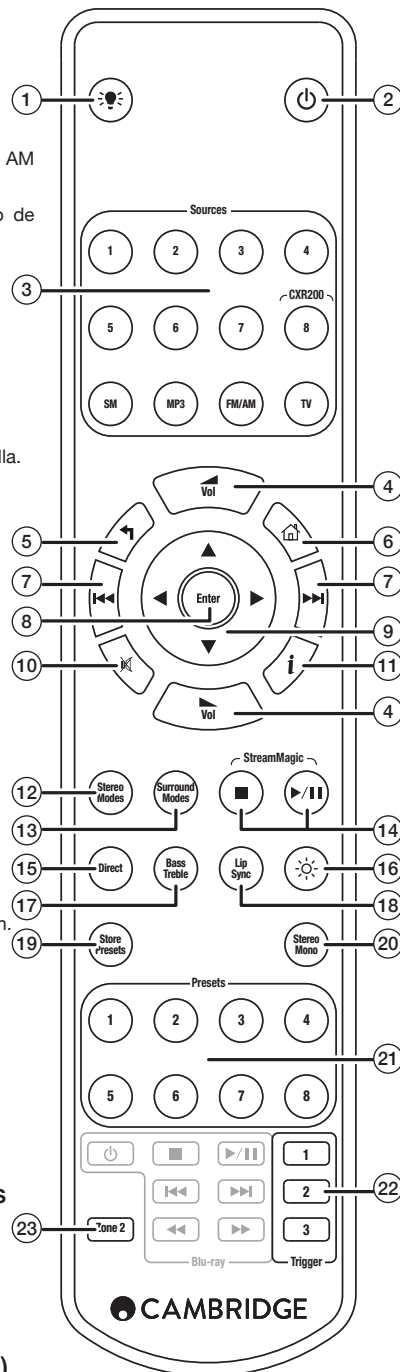 1 2
AM
o de
Sources
1 2 3 4
3
CXR200
5 6 7 8
SM MP3 FM/AM TV
lla.
Vol
4
5 6
7 7
Enter
8
9
10 i 11
Vol
4
StreamMagic
12 Stereo Modes Surround Modes
13 14
15 Direct Bass Treble Lip Sync 16
17 18
n.
19 Store Presets Stereo Mono 20
Presets
1 2 3 4
21
5 6 7 8
1
2 22
s
23 Zone 2 3
Blu-ray Trigger
CAMBRIDGE
)